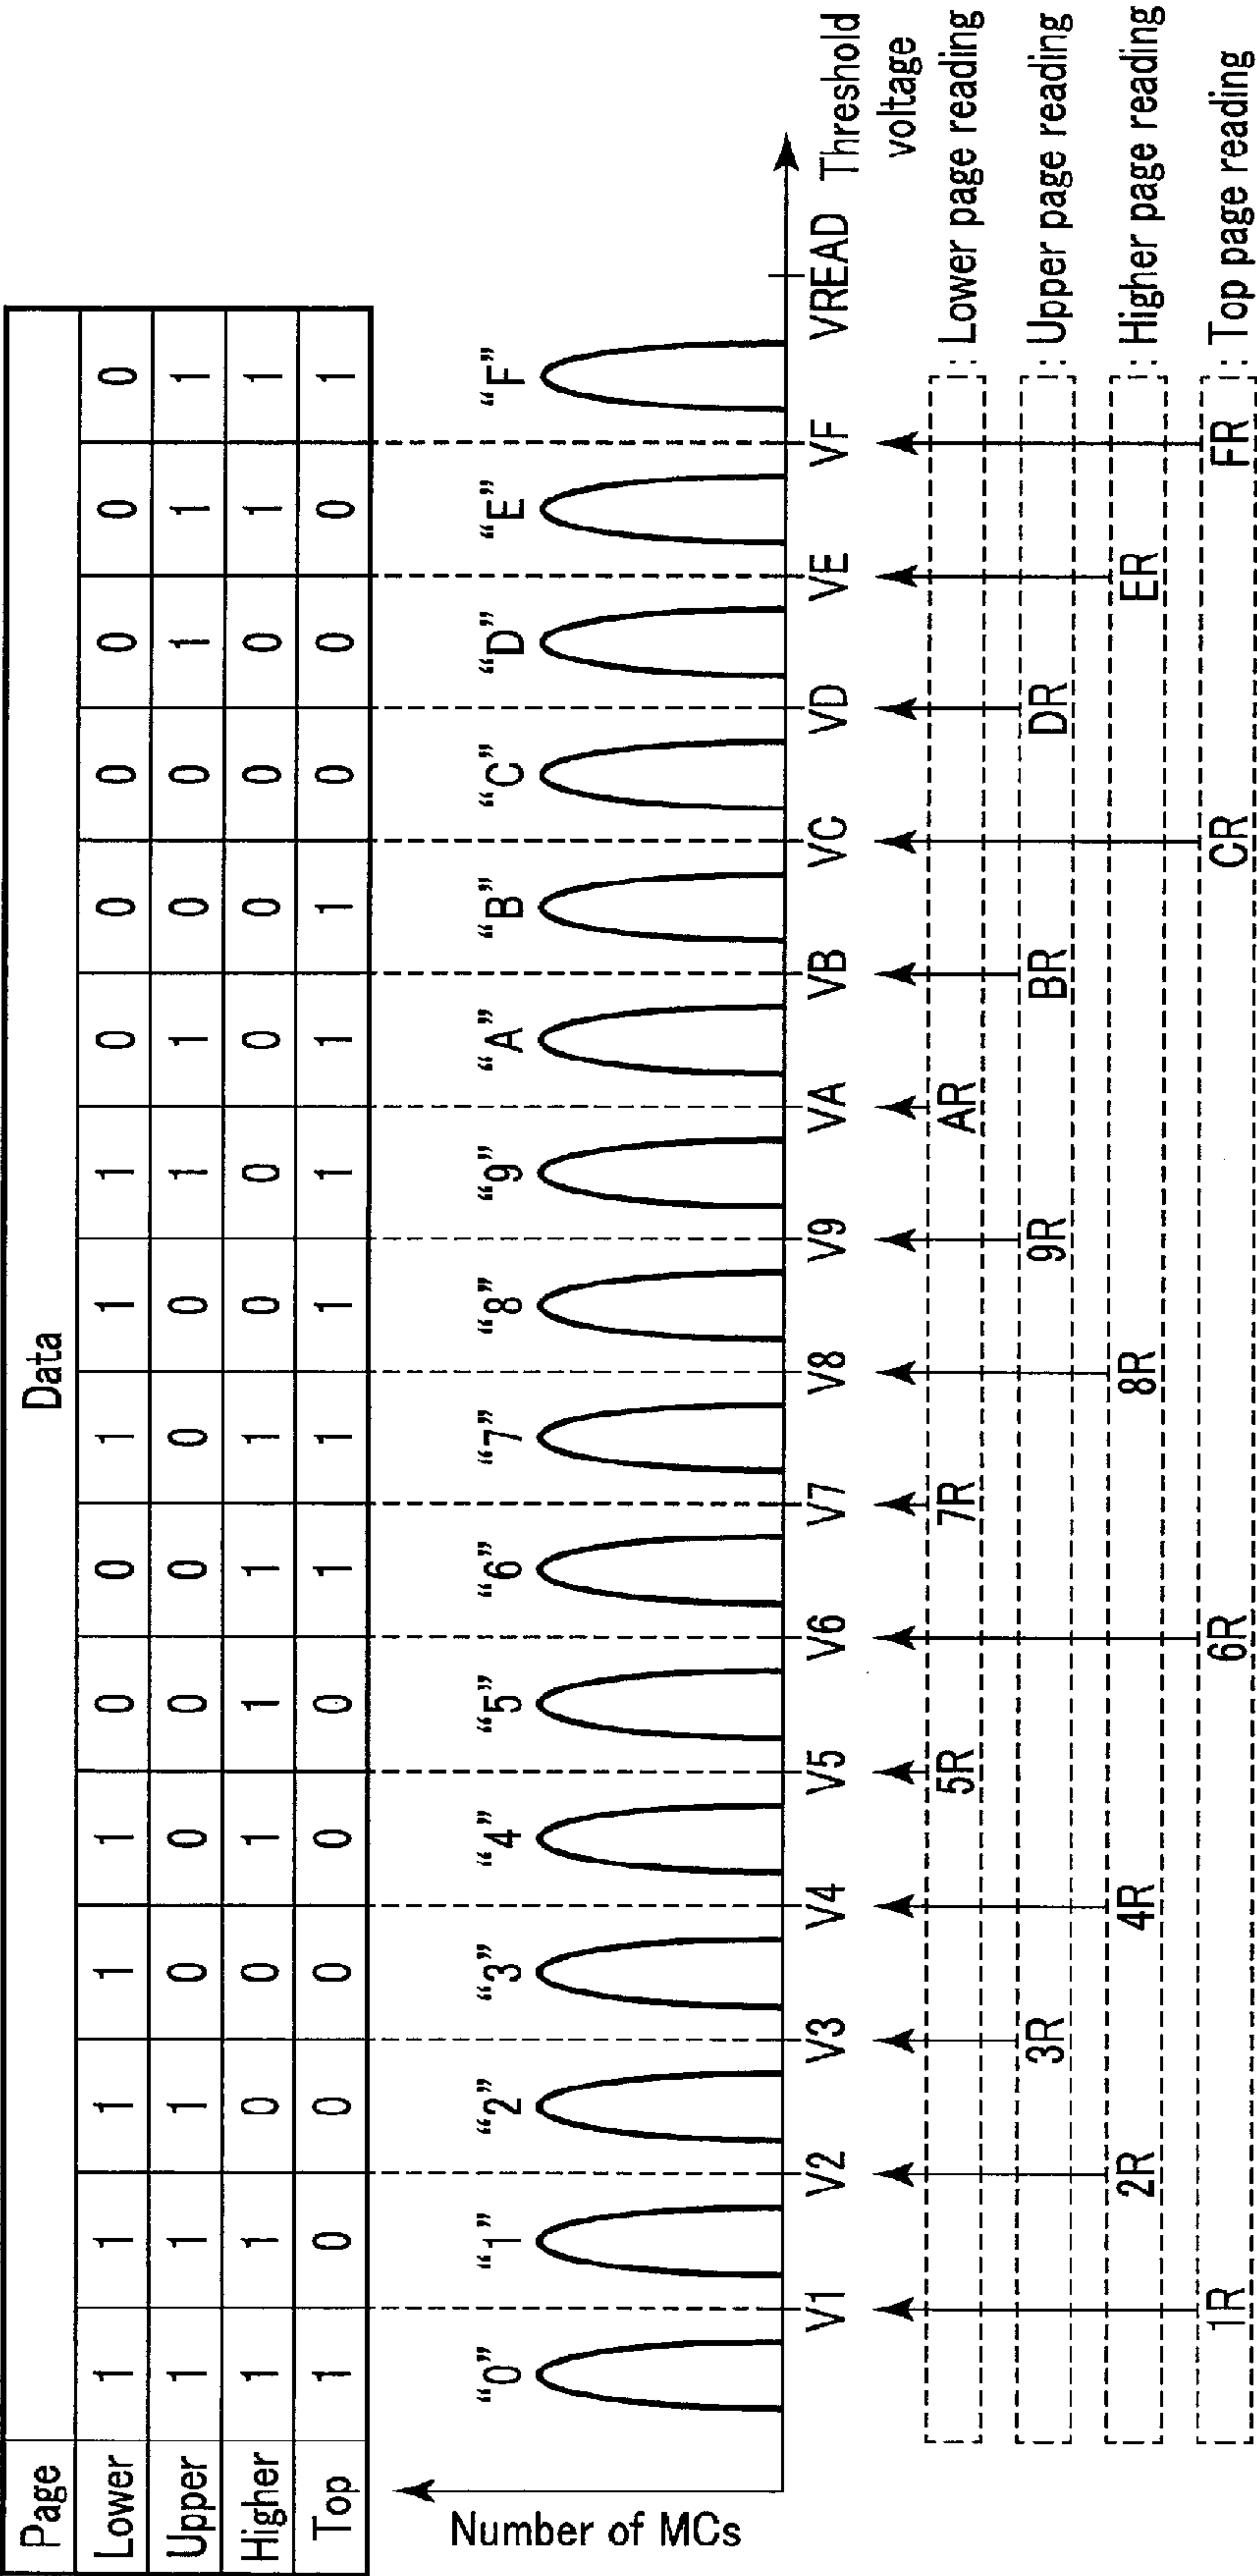 Page Data
Lower 1 1 1 1 1 0 0 1 1 1 0 0 0 0 0 0
Upper 1 1 1 0 0 0 0 0 0 1 1 0 0 1 1 1
Higher 1 1 0 0 1 1 1 1 0 0 0 0 0 0 1 1
Top 1 0 0 0 0 0 1 1 1 1 1 1 0 0 0 1
Number of MCs
“0” “1” “2” “3” “4” “5” “6” “7” “8” “9” “A” “B” “C” “D” “E” “F”
V1 V2 V3 V4 V5 V6 V7 V8 V9 VA VB VC VD VE VF VREAD Threshold
voltage
5R 7R AR : Lower page reading
3R 9R BR DR : Upper page reading
2R 4R 8R ER : Higher page reading
1R 6R CR FR : Top page reading